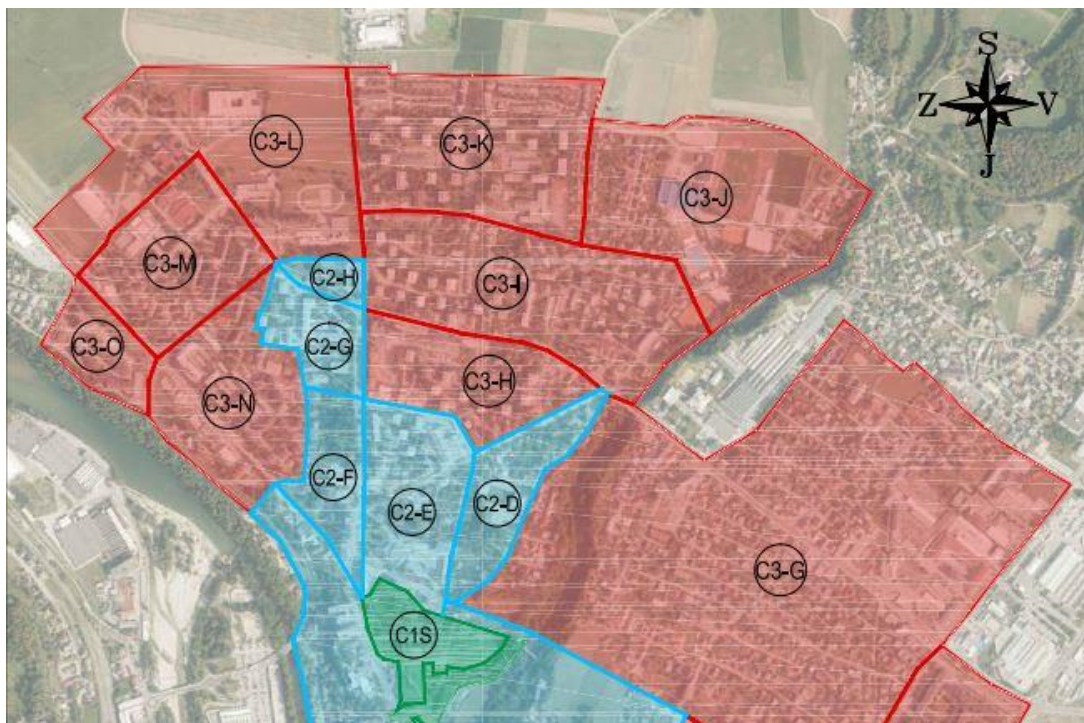 S
Z V
J
C3-L
C3-K
C3-J
C3-M
C2-H
C3-I
C3-O
C2-G
C3-H
C3-N
C2-F
C2-E
C2-D
C3-G
C1S